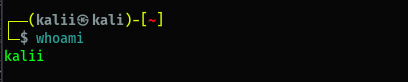 ┌──(kalii㉿kali)-[~]
└─$ whoami
kalii